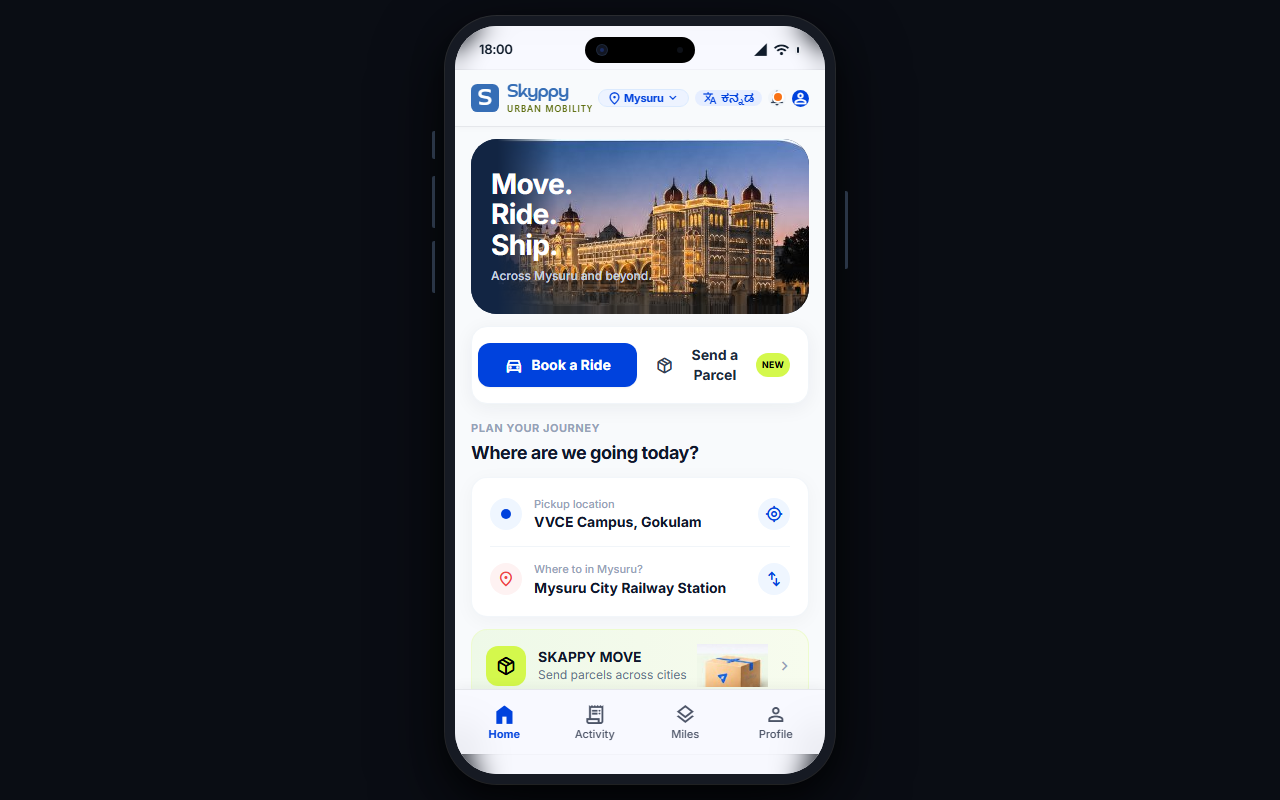 18:00
S
Skyppy
URBAN MOBILITY
Mysuru
ಕನ್ನಡ
Move.
Ride.
Ship.
Across Mysuru and beyond.
Book a Ride
Send a
Parcel
NEW
PLAN YOUR JOURNEY
Where are we going today?
Pickup location
VVCE Campus, Gokulam
Where to in Mysuru?
Mysuru City Railway Station
SKAPPY MOVE
Send parcels across cities
Home
Activity
Miles
Profile